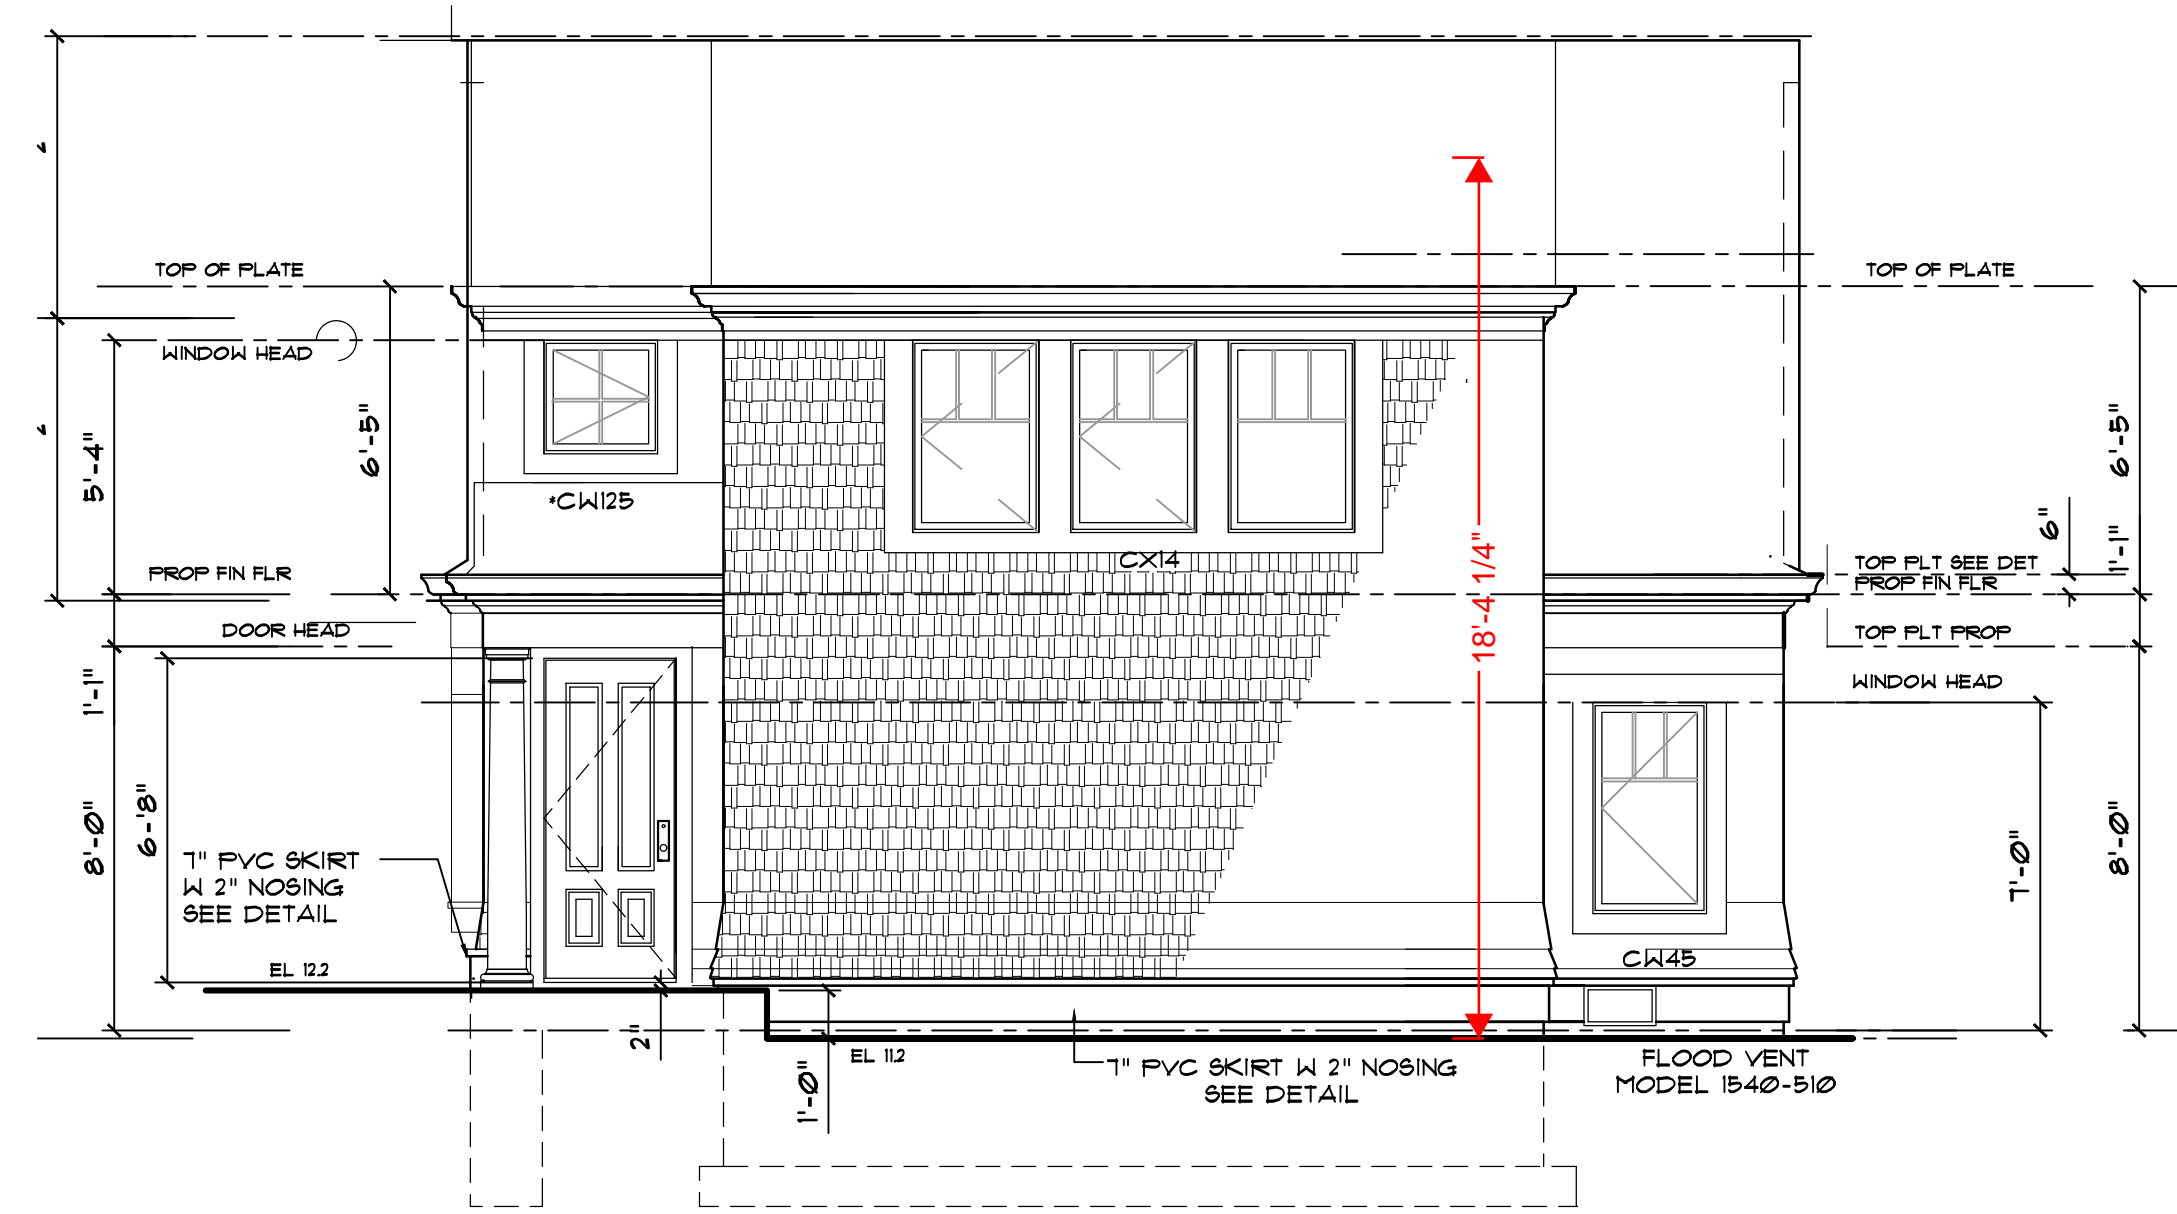 TOP OF PLATE
TOP OF PLATE
WINDOW HEAD
6'-5"
5'-4"
6'-5"
*CW125
6"
1'-1"
CX14
18'-4 1/4"
PROP FIN FLR
TOP PLT SEE DET
PROP FIN FLR
DOOR HEAD
TOP PLT PROP
1'-1"
WINDOW HEAD
8'-0"
6-'8"
7'-0"
8'-0"
7" PVC SKIRT
W 2" NOSING
SEE DETAIL
CW45
EL 12.2
2"
1'-0"
EL 11.2
7" PVC SKIRT W 2" NOSING
SEE DETAIL
FLOOD VENT
MODEL 1540-510